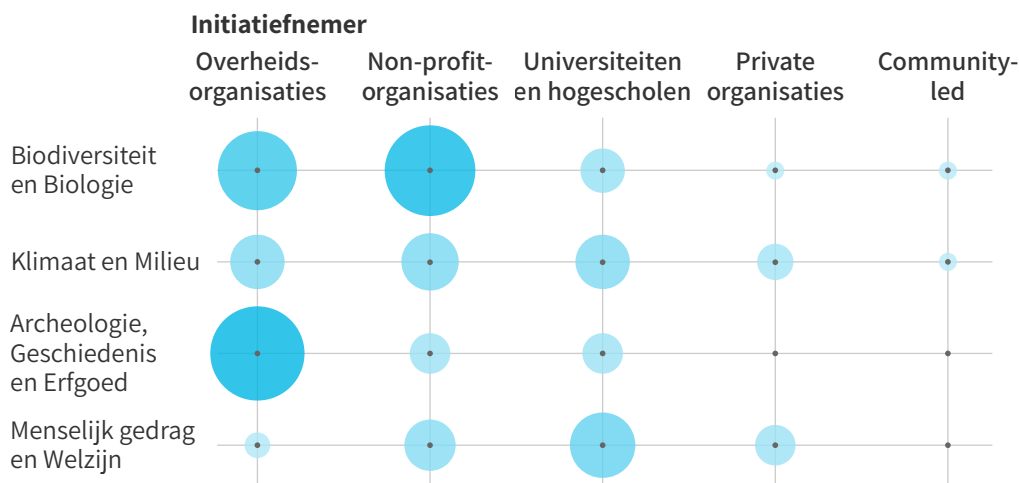 Initiatiefnemer
Overheids-
organisaties
Non-profit-
organisaties
Universiteiten
en hogescholen
Private
organisaties
Community-
led
Biodiversiteit
en Biologie
Klimaat en Milieu
Archeologie,
Geschiedenis
en Erfgoed
Menselijk gedrag
en Welzijn